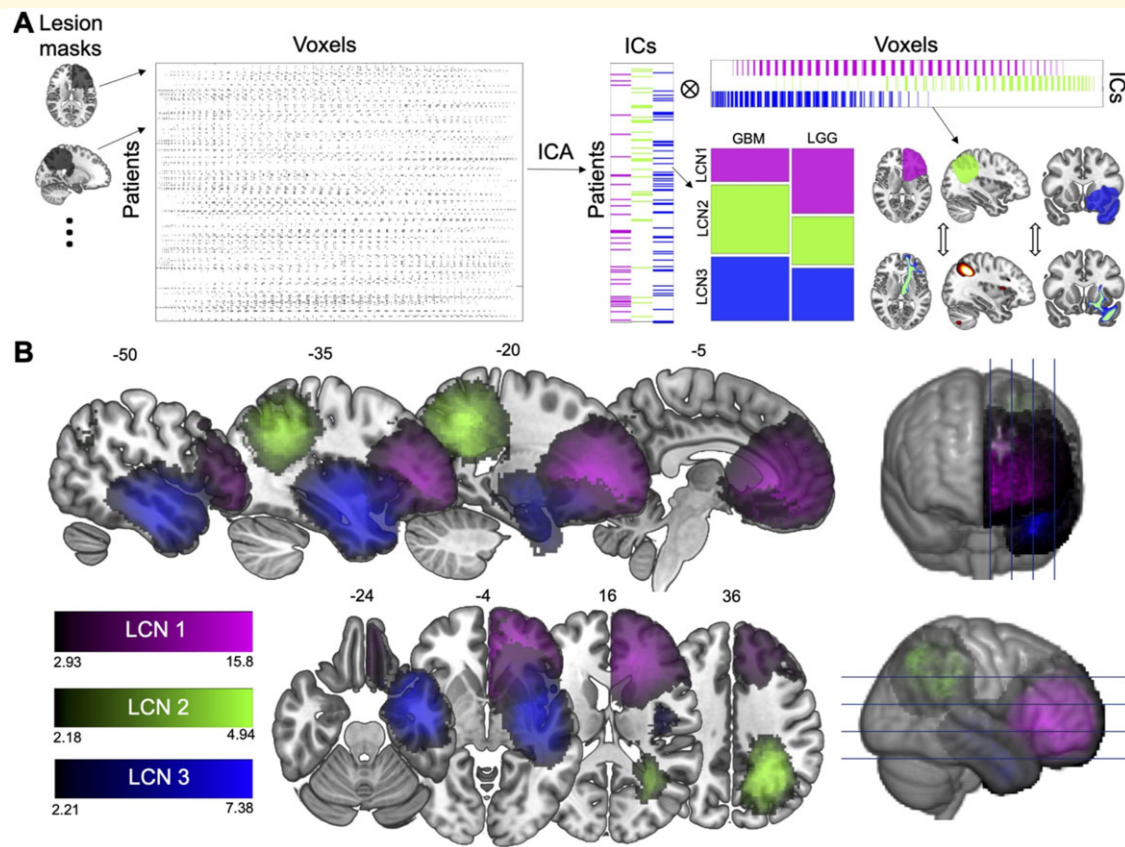 A
Lesion
masks
Voxels
Patients
ICA
ICs
Patients
⊗
Voxels
ICs
GBM
LGG
LCN1
LCN2
LCN3
B
-50
-35
-20
-5
-24
-4
16
36
LCN 1
2.93
15.8
LCN 2
2.18
4.94
LCN 3
2.21
7.38